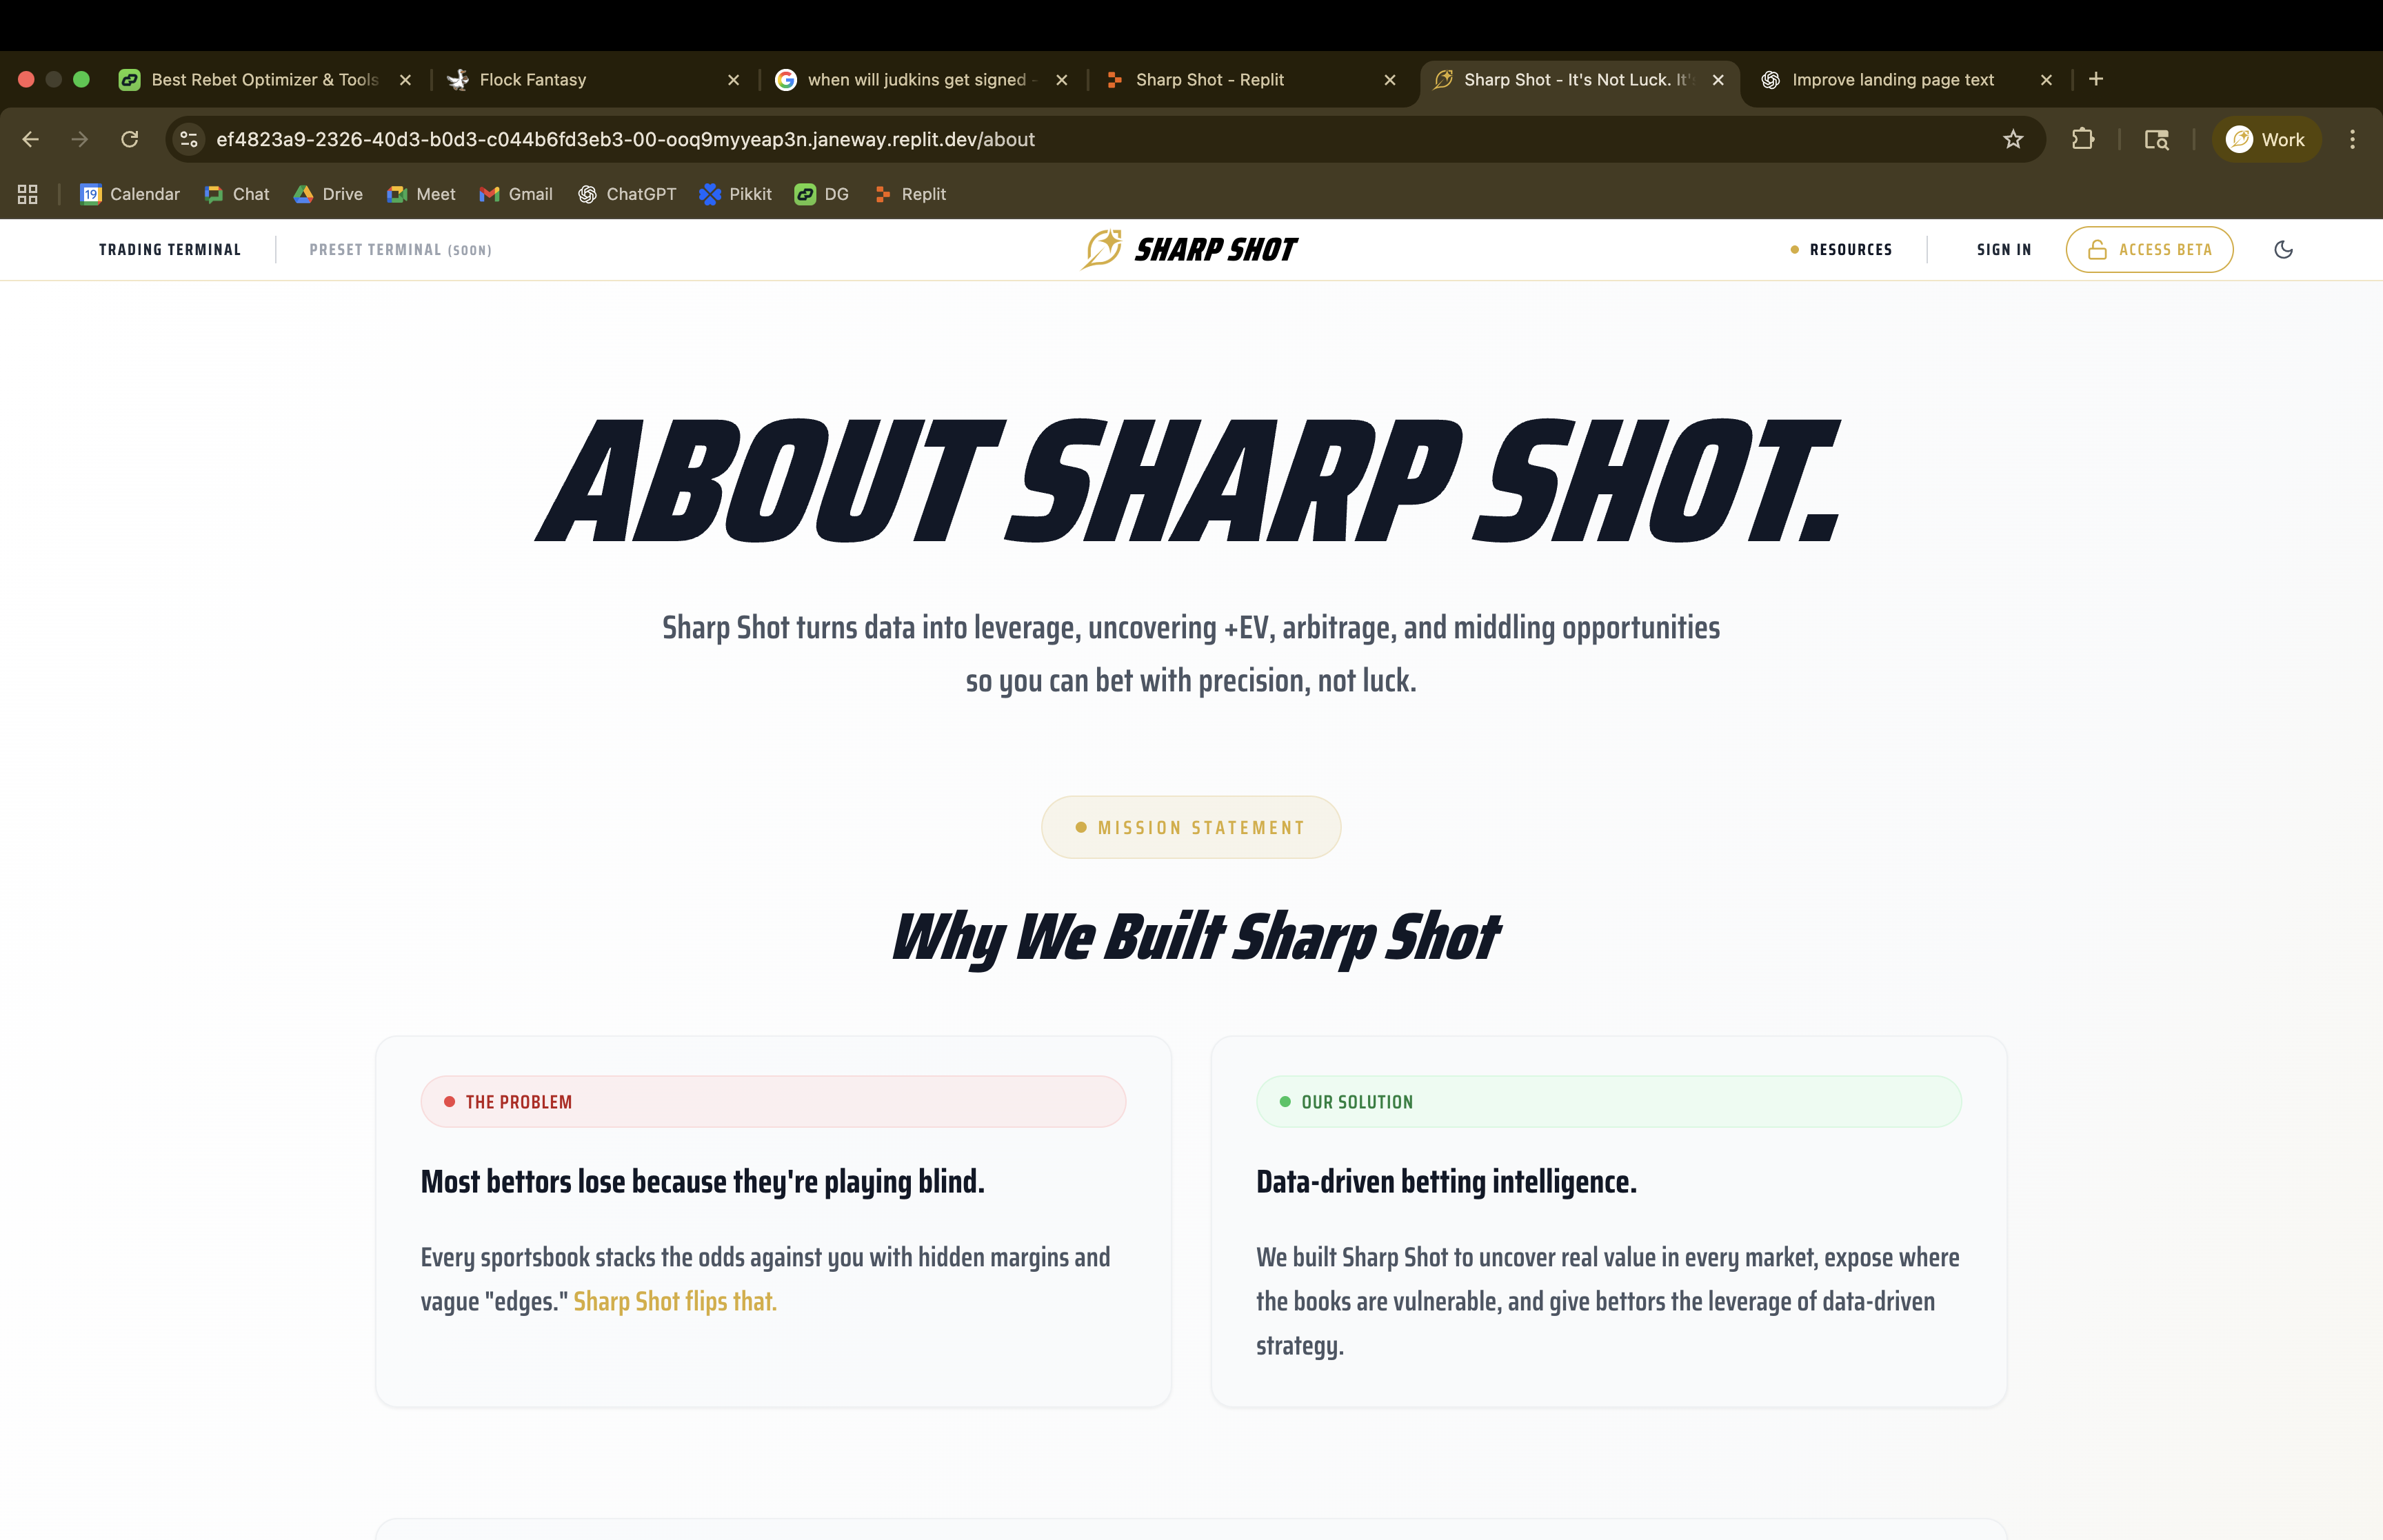 Best Rebet Optimizer & Tools
Flock Fantasy
when will judkins get signed -
Sharp Shot - Replit
Sharp Shot - It's Not Luck. It's
Improve landing page text
ef4823a9-2326-40d3-b0d3-c044b6fd3eb3-00-ooq9myyeap3n.janeway.replit.dev/about
Work
19
Calendar
Chat
Drive
Meet
Gmail
ChatGPT
Pikkit
DG
Replit
TRADING TERMINAL
PRESET TERMINAL (SOON)
SHARP SHOT
RESOURCES
SIGN IN
ACCESS BETA
ABOUT SHARP SHOT.
Sharp Shot turns data into leverage, uncovering +EV, arbitrage, and middling opportunities
so you can bet with precision, not luck.
MISSION STATEMENT
Why We Built Sharp Shot
THE PROBLEM
Most bettors lose because they're playing blind.
Every sportsbook stacks the odds against you with hidden margins and
vague "edges." Sharp Shot flips that.
OUR SOLUTION
Data-driven betting intelligence.
We built Sharp Shot to uncover real value in every market, expose where
the books are vulnerable, and give bettors the leverage of data-driven
strategy.